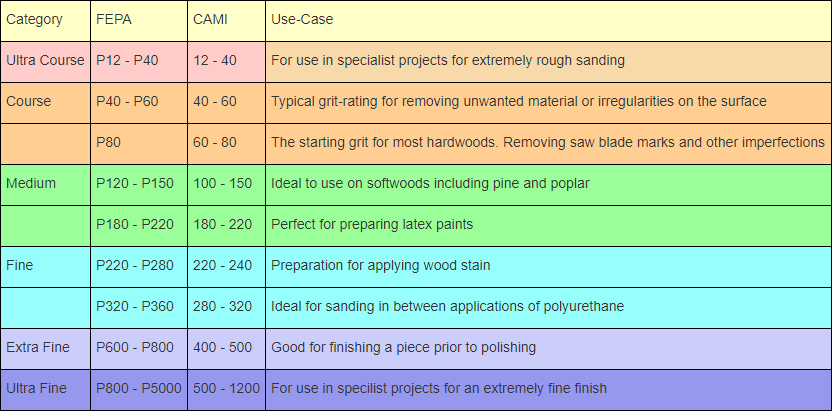 Category FEPA CAMI Use-Case
Ultra Course P12 - P40 12 - 40 For use in specialist projects for extremely rough sanding
Course P40 - P60 40 - 60 Typical grit-rating for removing unwanted material or irregularities on the surface
P80 60 - 80 The starting grit for most hardwoods. Removing saw blade marks and other imperfections
Medium P120 - P150 100 - 150 Ideal to use on softwoods including pine and poplar
P180 - P220 180 - 220 Perfect for preparing latex paints
Fine P220 - P280 220 - 240 Preparation for applying wood stain
P320 - P360 280 - 320 Ideal for sanding in between applications of polyurethane
Extra Fine P600 - P800 400 - 500 Good for finishing a piece prior to polishing
Ultra Fine P800 - P5000 500 - 1200 For use in specilist projects for an extremely fine finish